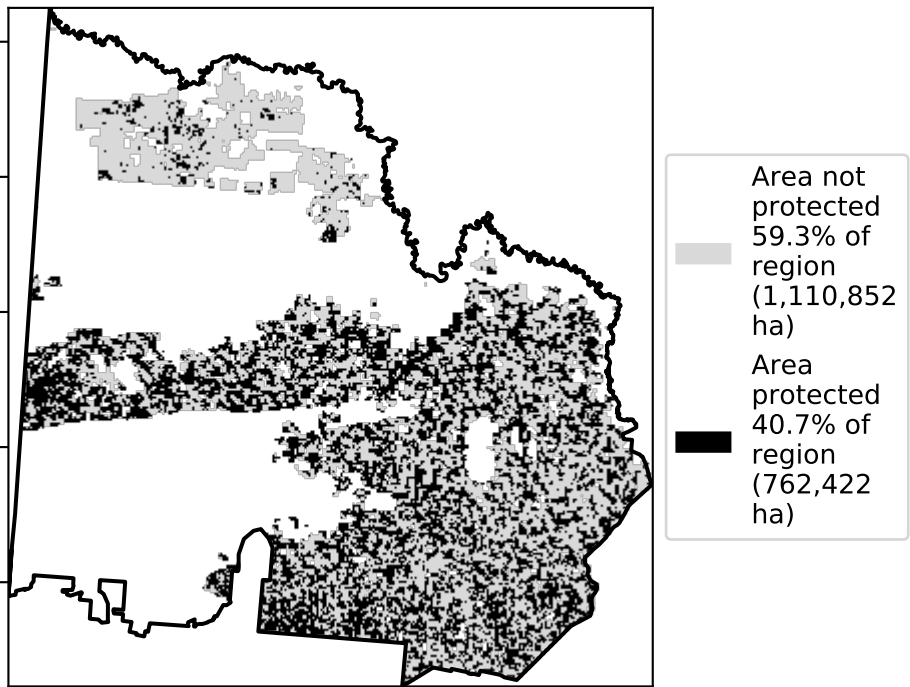 Area not
protected
59.3% of
region
(1,110,852
ha)
Area
protected
40.7% of
region
(762,422
ha)